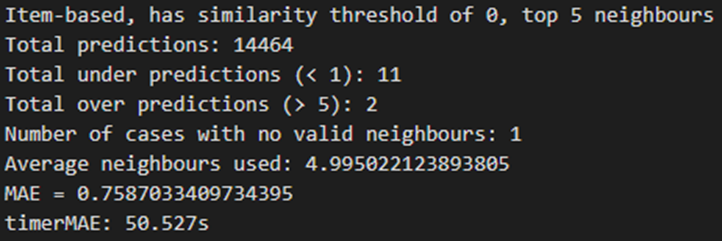 Item-based, has similarity threshold of 0, top 5 neighbours
Total predictions: 14464
Total under predictions (< 1): 11
Total over predictions (> 5): 2
Number of cases with no valid neighbours: 1
Average neighbours used: 4.995022123893805
MAE = 0.7587033409734395
timerMAE: 50.527s